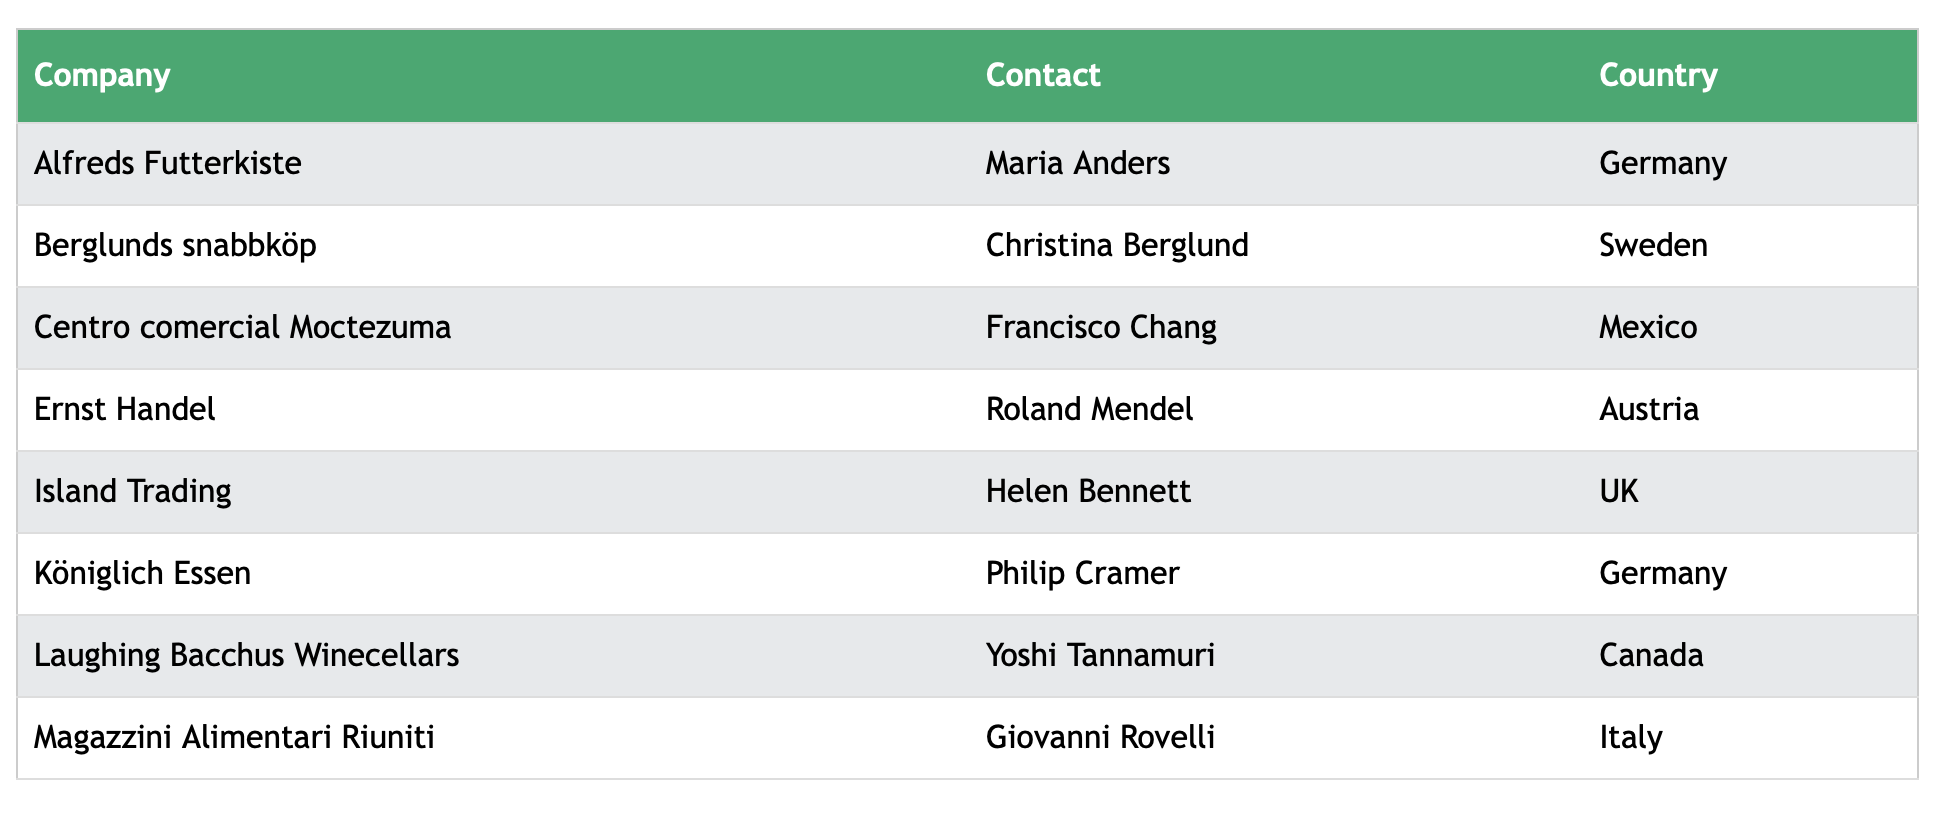 Company Contact Country
Alfreds Futterkiste Maria Anders Germany
Berglunds snabbköp Christina Berglund Sweden
Centro comercial Moctezuma Francisco Chang Mexico
Ernst Handel Roland Mendel Austria
Island Trading Helen Bennett UK
Königlich Essen Philip Cramer Germany
Laughing Bacchus Winecellars Yoshi Tannamuri Canada
Magazzini Alimentari Riuniti Giovanni Rovelli Italy